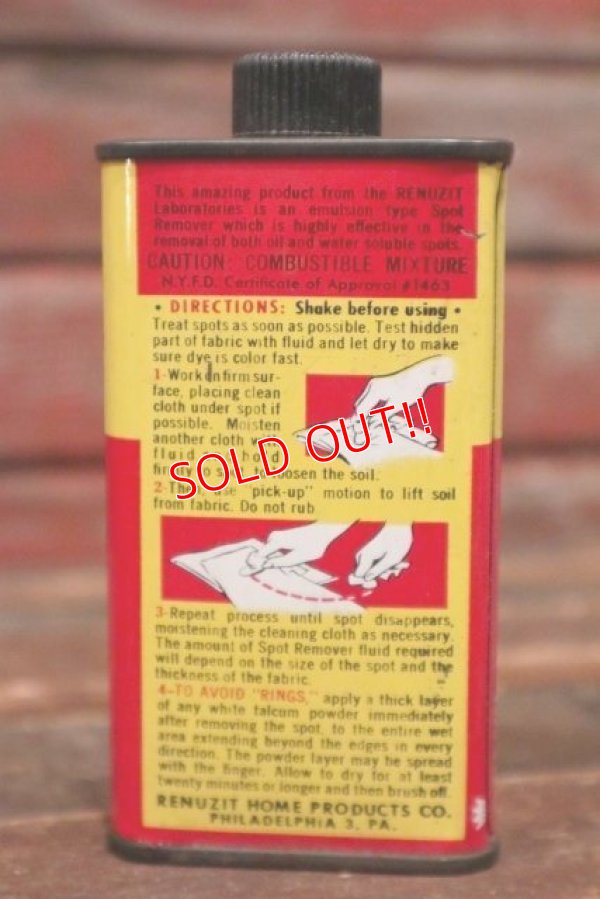 This amazing product from the RENUZIT
Laboratories is an emulsion type Spot
Remover which is highly effective in the
removal of both oil and water soluble spots.
CAUTION: COMBUSTIBLE MIXTURE
N.Y.F.D. Certificate of Approval #1463
• DIRECTIONS: Shake before using •
Treat spots as soon as possible. Test hidden
part of fabric with fluid and let dry to make
sure dye is color fast.
1-Work on firm sur-
face, placing clean
cloth under spot if
possible. Moisten
another cloth with
fluid hold
firmly to spot, to loosen the soil.
2-Then, use "pick-up" motion to lift soil
from fabric. Do not rub
SOLD OUT!!
3-Repeat process until spot disappears,
moistening the cleaning cloth as necessary.
The amount of Spot Remover fluid required
will depend on the size of the spot and the
thickness of the fabric.
4-TO AVOID "RINGS," apply a thick layer
of any white talcum powder immediately
after removing the spot, to the entire wet
area extending beyond the edges in every
direction. The powder layer may be spread
with the finger. Allow to dry for at least
twenty minutes or longer and then brush off.
RENUZIT HOME PRODUCTS CO.
PHILADELPHIA 3, PA.